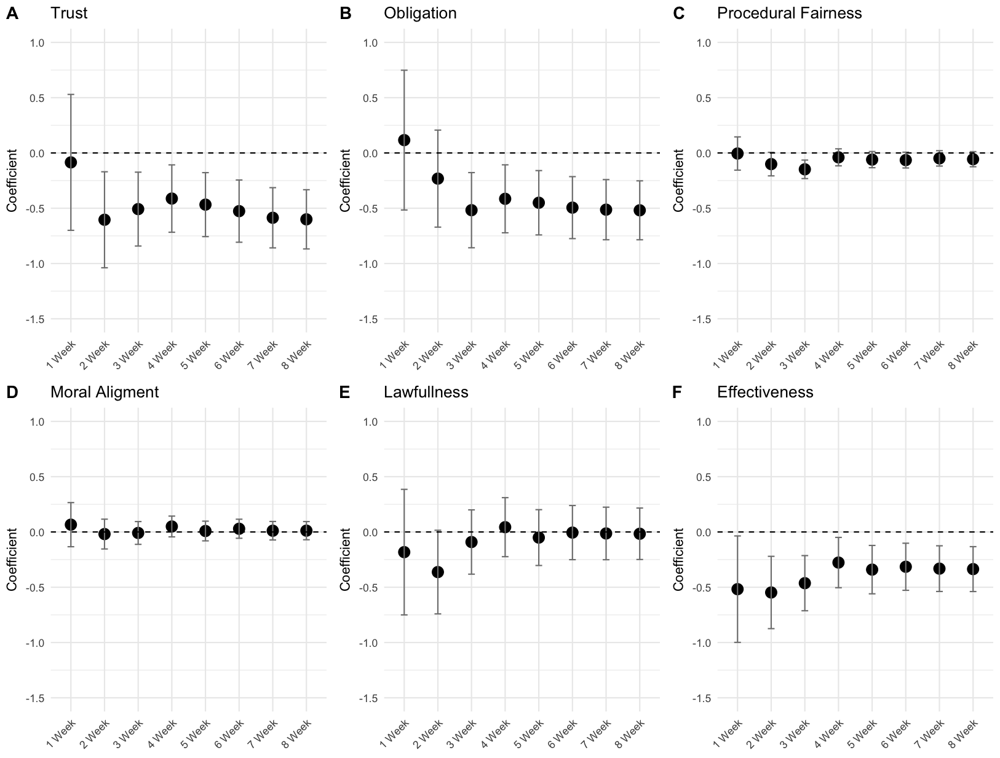 A Trust
1.0
0.5
0.0
-0.5
-1.0
-1.5
Coefficient
1 Week
2 Week
3 Week
4 Week
5 Week
6 Week
7 Week
8 Week
B Obligation
1.0
0.5
0.0
-0.5
-1.0
-1.5
Coefficient
1 Week
2 Week
3 Week
4 Week
5 Week
6 Week
7 Week
8 Week
C Procedural Fairness
1.0
0.5
0.0
-0.5
-1.0
-1.5
Coefficient
1 Week
2 Week
3 Week
4 Week
5 Week
6 Week
7 Week
8 Week
D Moral Aligment
1.0
0.5
0.0
-0.5
-1.0
-1.5
Coefficient
1 Week
2 Week
3 Week
4 Week
5 Week
6 Week
7 Week
8 Week
E Lawfullness
1.0
0.5
0.0
-0.5
-1.0
-1.5
Coefficient
1 Week
2 Week
3 Week
4 Week
5 Week
6 Week
7 Week
8 Week
F Effectiveness
1.0
0.5
0.0
-0.5
-1.0
-1.5
Coefficient
1 Week
2 Week
3 Week
4 Week
5 Week
6 Week
7 Week
8 Week